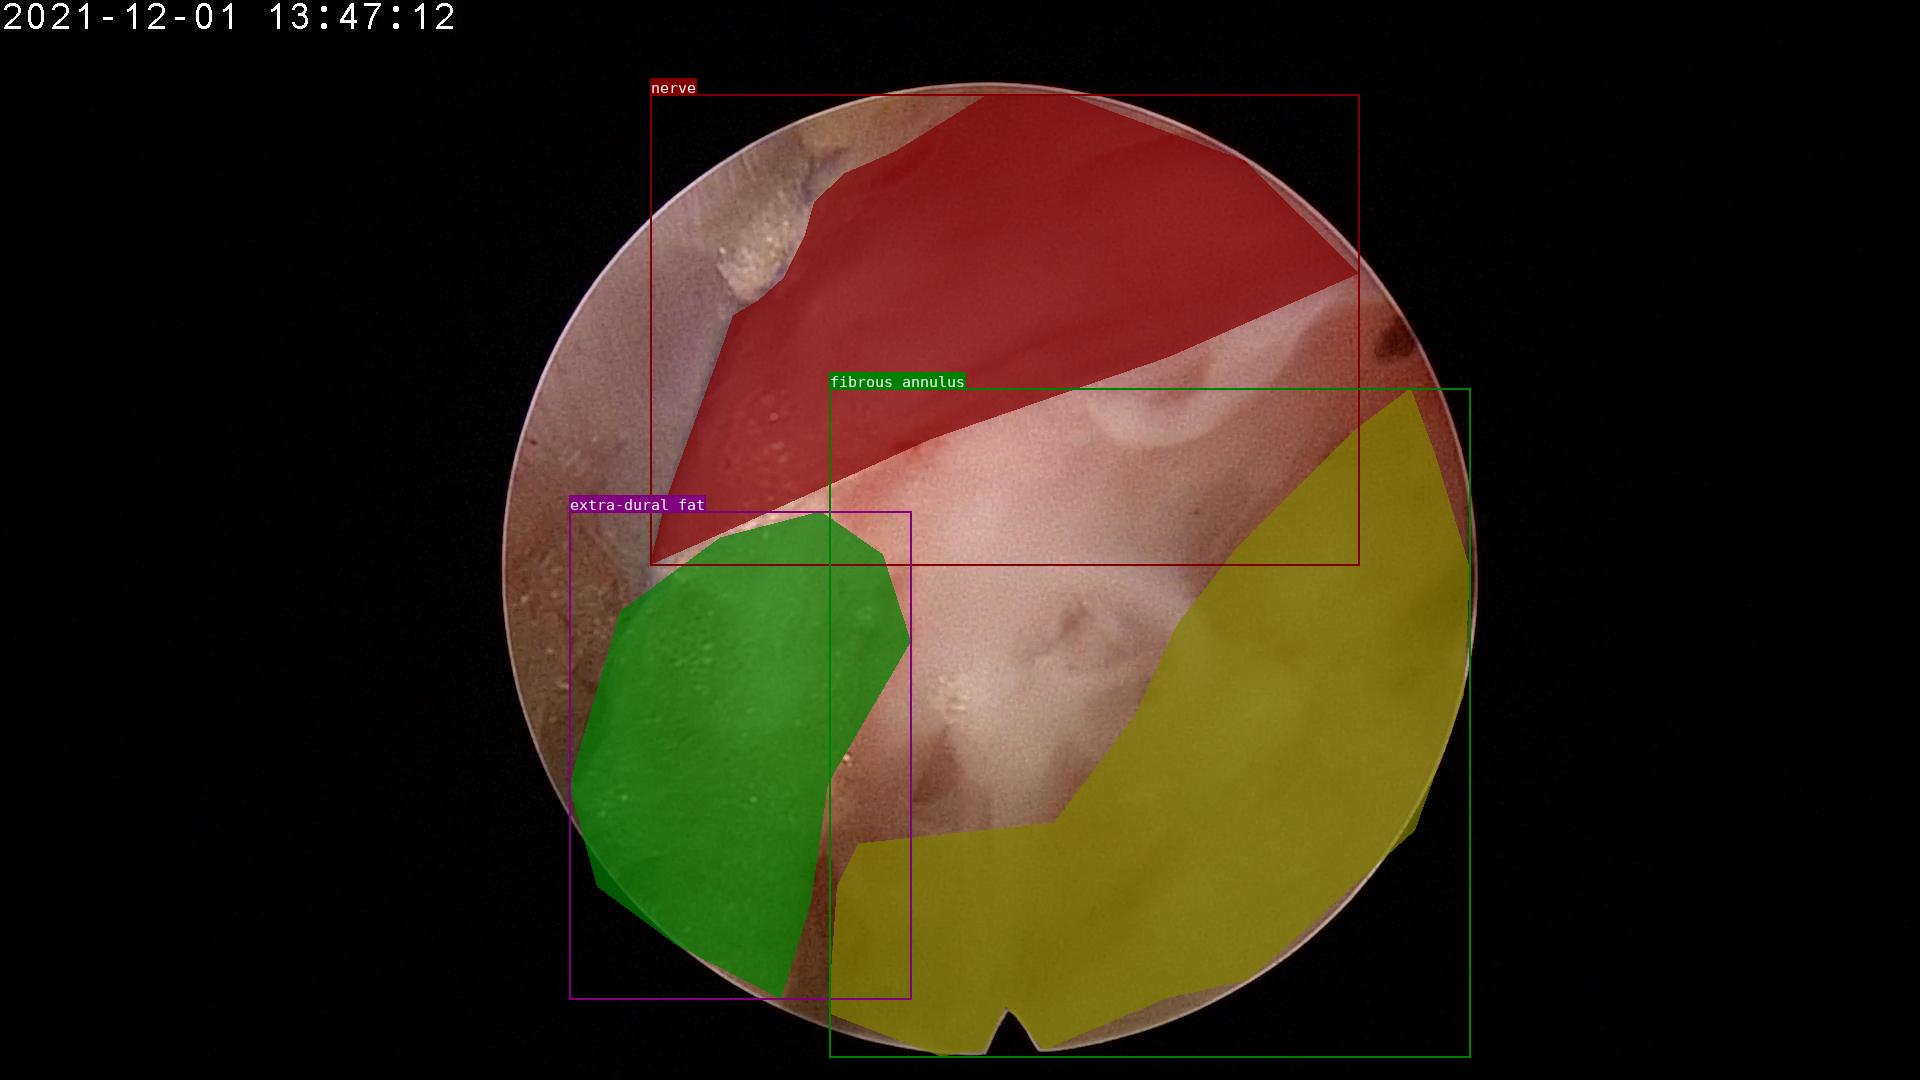 2021-12-01 13:47:12
nerve
fibrous annulus
extra-dural fat